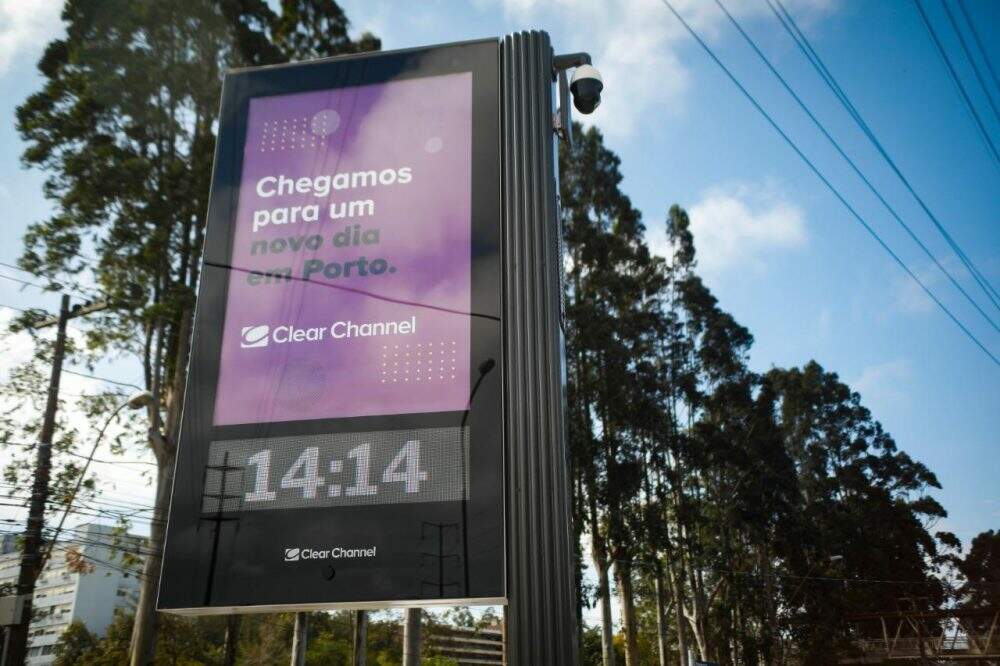 Chegamos
para um
novo dia
em Porto.
Clear Channel
14:14
Clear Channel